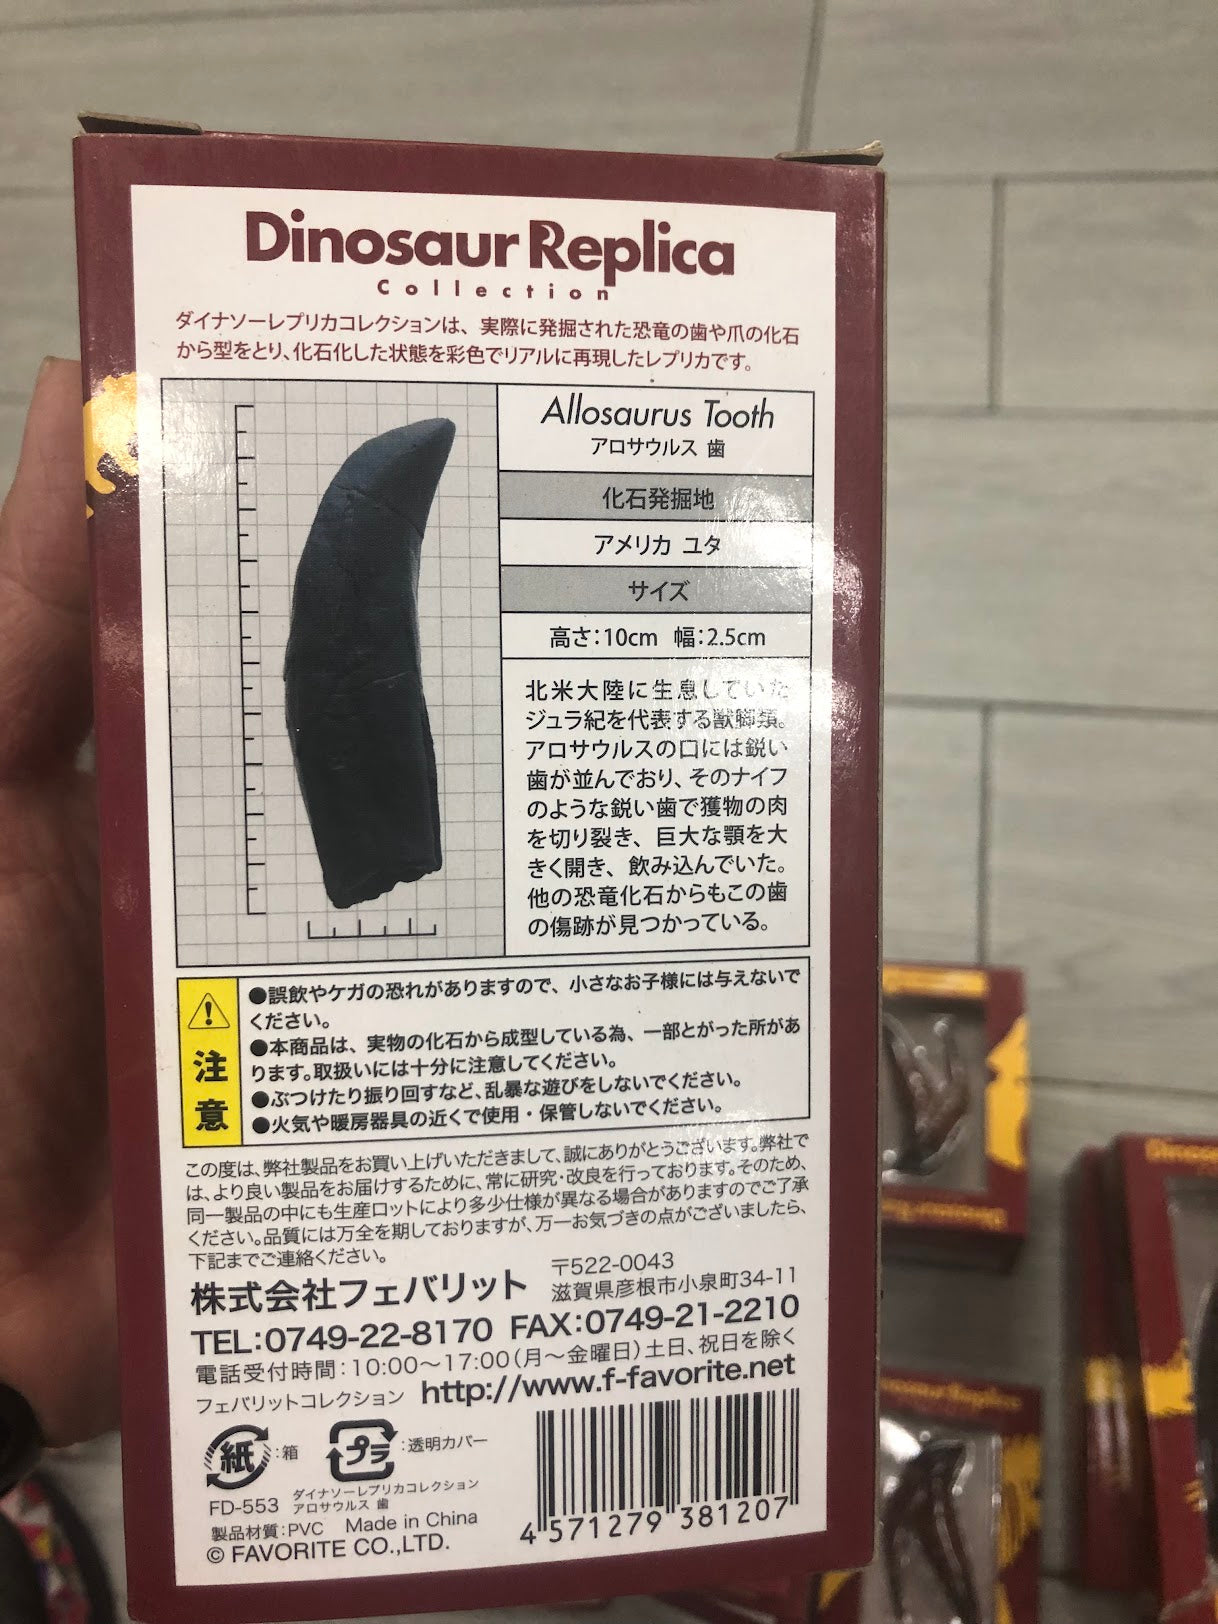 Dinosaur Replica
Collection
ダイナソーレプリカコレクションは、実際に発掘された恐竜の歯や爪の化石
から型をとり、化石化した状態を彩色でリアルに再現したレプリカです。
Allosaurus Tooth
アロサウルス 歯
化石発掘地
アメリカ ユタ
サイズ
高さ:10cm 幅:2.5cm
北米大陸に生息していた
ジュラ紀を代表する獣脚類。
アロサウルスの口には鋭い
歯が並んでおり、そのナイフ
のような鋭い歯で獲物の肉
を切り裂き、巨大な顎を大
きく開き、飲み込んでいた。
他の恐竜化石からもこの歯
の傷跡が見つかっている。
注意
●誤飲やケガの恐れがありますので、小さなお子様には与えないで
ください。
●本商品は、実物の化石から成型している為、一部とがった所があ
ります。取扱いには十分に注意してください。
●ぶつけたり振り回すなど、乱暴な遊びをしないでください。
●火気や暖房器具の近くで使用・保管しないでください。
この度は、弊社製品をお買い上げいただきまして、誠にありがとうございます。弊社で
は、より良い製品をお届けするために、常に研究・改良を行っております。そのため、
同一製品の中にも生産ロットにより多少仕様が異なる場合がありますのでご了承
ください。品質には万全を期しておりますが、万一お気づきの点がございましたら、
下記までご連絡ください。
株式会社フェバリット
〒522-0043
滋賀県彦根市小泉町34-11
TEL:0749-22-8170 FAX:0749-21-2210
電話受付時間:10:00〜17:00(月〜金曜日)土日、祝日を除く
フェバリットコレクション http://www.f-favorite.net
紙:箱 プラ:透明カバー
FD-553 ダイナソーレプリカコレクション
アロサウルス 歯
製品材質:PVC Made in China
© FAVORITE CO.,LTD.
4 571279 381207
Dinosaur Replica